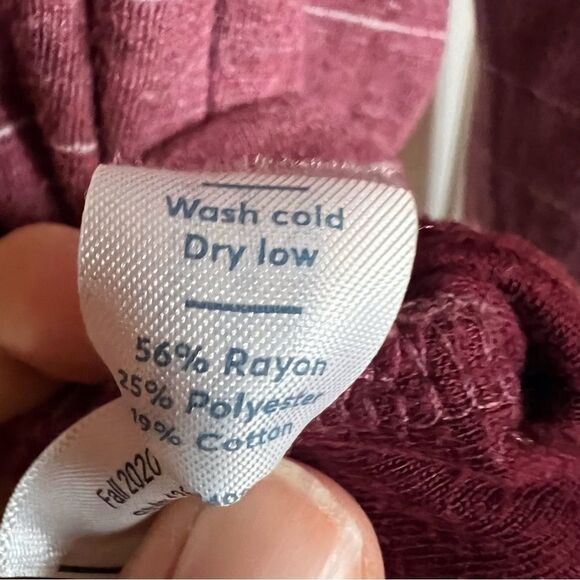 Wash cold
Dry low
56% Rayon
25% Polyester
19% Cotton
Fall 2020